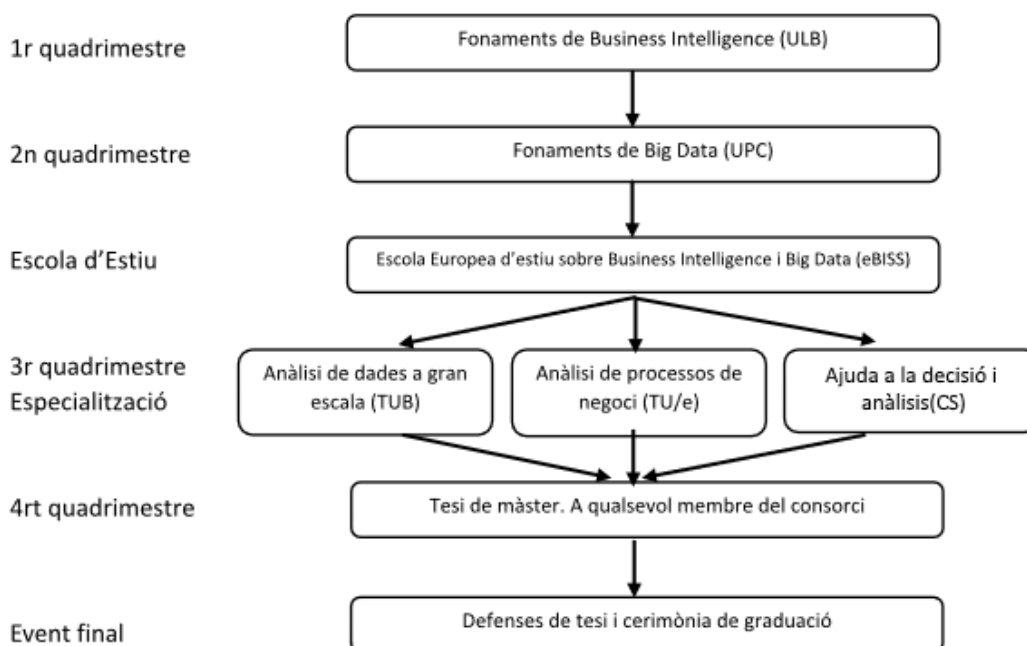 1r quadrimestre
Fonaments de Business Intelligence (ULB)
2n quadrimestre
Fonaments de Big Data (UPC)
Escola d’Estiu
Escola Europea d’estiu sobre Business Intelligence i Big Data (eBISS)
3r quadrimestre
Especialització
Anàlisi de dades a gran
escala (TUB)
Anàlisi de processos de
negoci (TU/e)
Ajuda a la decisió i
anàlisis(CS)
4rt quadrimestre
Tesi de màster. A qualsevol membre del consorci
Event final
Defenses de tesi i cerimònia de graduació